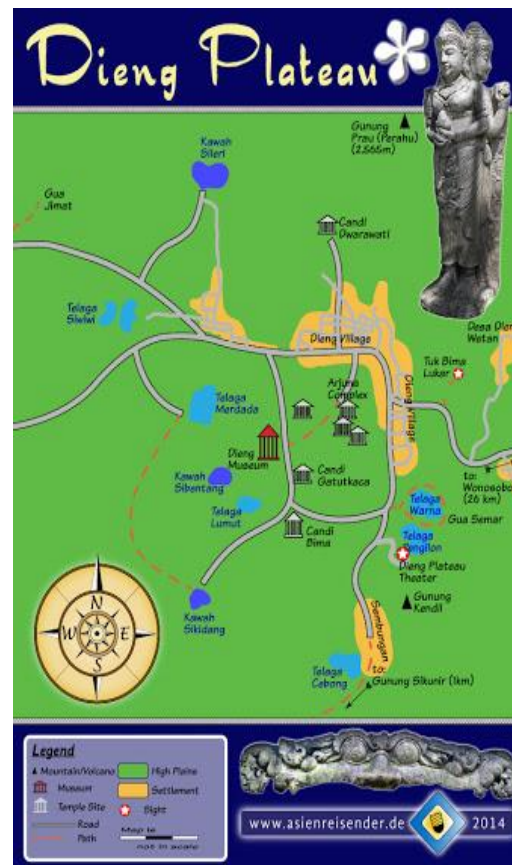 Dieng Plateau
Gunung
Prau (Perahu)
(2,565m)
Kawah
Sileri
Gua
Jimat
Candi
Dwarawati
Telaga
Siwiwi
Dieng Village
Desa
Wetan
Tuk Bima
Lukar
Arjuna
Complex
Dieng Village
Telaga
Merdada
Dieng
Museum
Kawah
Sibentang
Candi
Gatutkaca
to:
Wonosobo
(26 km)
Telaga
Warna
Telaga
Lumut
Gua Semar
Candi
Bima
Telaga
Dieng Plateau
Theater
N
W
E
S
Kawah
Sikidang
Gunung
Kendil
Sembungan
Telaga
Cebong
to:
Gunung Sikunir (1km)
Legend
Mountain/Volcano
High Plains
Museum
Settlement
Temple Site
Sight
Road
Path
Map is
not in scale
www.asienreisender.de
2014